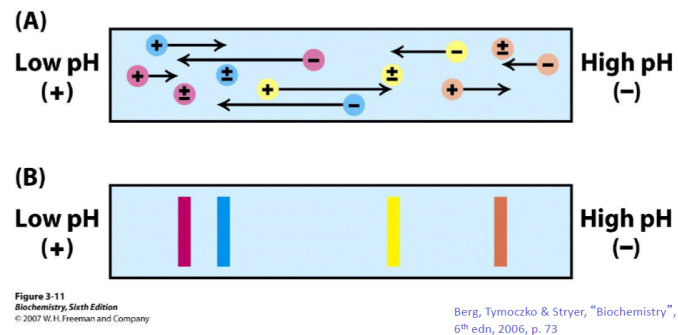 (A)
Low pH
(+)
+
−
+
±
±
−
+
−
±
±
+
−
High pH
(−)
(B)
Low pH
(+)
High pH
(−)
Figure 3-11
Biochemistry, Sixth Edition
© 2007 W. H. Freeman and Company
Berg, Tymoczko & Stryer, “Biochemistry”,
6th edn, 2006, p. 73